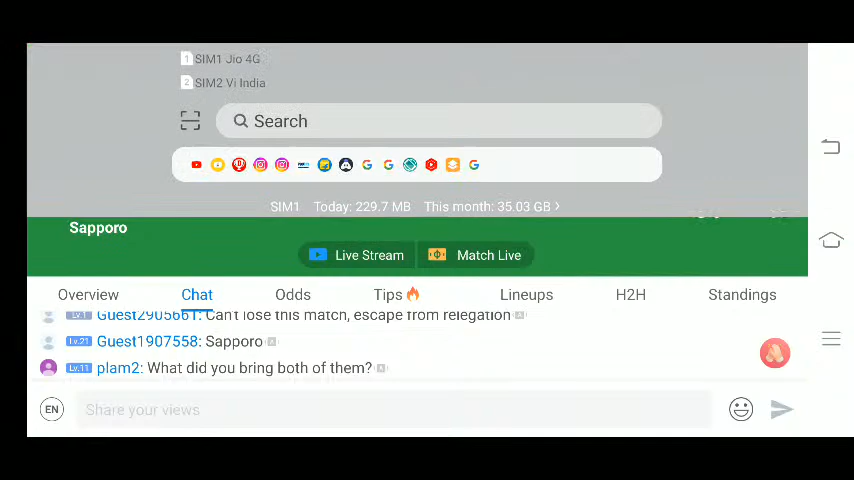 1 SIM1 Jio 4G
2 SIM2 Vi India
Search
SIM1 Today: 229.7 MB This month: 35.03 GB >
Sapporo
Live Stream Match Live
Overview Chat Odds Tips Lineups H2H Standings
Lv.1 Guest2905661: Can't lose this match, escape from relegation
Lv.21 Guest1907558: Sapporo
Lv.11 plam2: What did you bring both of them?
EN Share your views